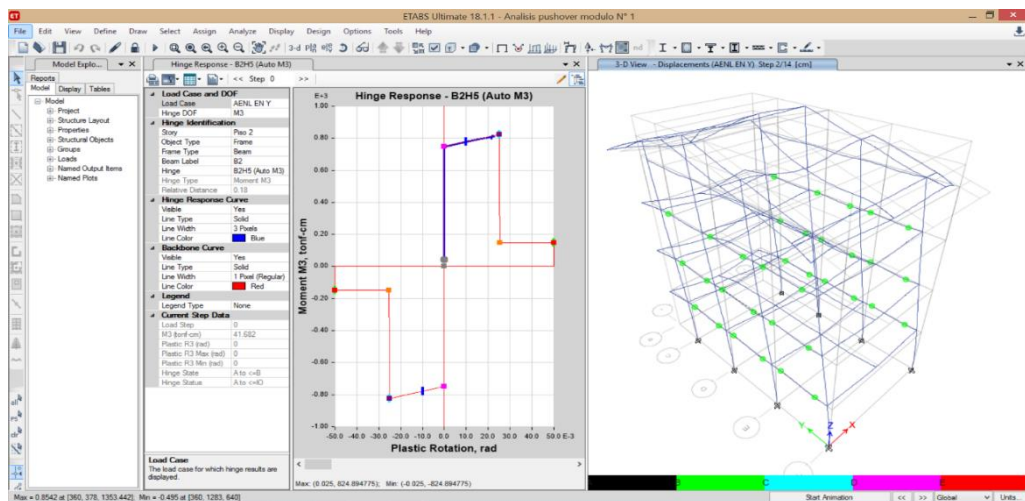 ETABS Ultimate 18.1.1 - Analisis pushover modulo N° 1
File Edit View Define Draw Select Assign Analyze Display Design Options Tools Help
Model Explo...
Reports
Model Display Tables
Model
Project
Structure Layout
Properties
Structural Objects
Groups
Loads
Named Output Items
Named Plots
Hinge Response - B2H5 (Auto M3)
<< Step 0 >>
Load Case and DOF
Load Case AENL EN Y
Hinge DOF M3
Hinge Identification
Story Piso 2
Object Type Frame
Frame Type Beam
Beam Label B2
Hinge B2H5 (Auto M3)
Hinge Type Moment M3
Relative Distance 0.18
Hinge Response Curve
Visible Yes
Line Type Solid
Line Width 3 Pixels
Line Color Blue
Backbone Curve
Visible Yes
Line Type Solid
Line Width 1 Pixel (Regular)
Line Color Red
Legend
Legend Type None
Current Step Data
Load Step 0
M3 (tonf-cm) 41.582
Plastic R3 (rad) 0
Plastic R3 Max (rad) 0
Plastic R3 Min (rad) 0
Hinge State A to <=B
Hinge Status A to <=IO
Load Case
The load case for which hinge results are
displayed.
Hinge Response - B2H5 (Auto M3)
E+3
1.00
0.80
0.60
0.40
0.20
0.00
-0.20
-0.40
-0.60
-0.80
-1.00
Moment M3, tonf-cm
-50.0 -40.0 -30.0 -20.0 -10.0 0.0 10.0 20.0 30.0 40.0 50.0 E-3
Plastic Rotation, rad
Max: (0.025, 824.894775); Min: (-0.025, -824.894775)
3-D View - Displacements (AENL EN Y) Step 2/14 [cm]
Z
Y
X
B C D E
Max = 0.8542 at [360, 378, 1353.442] Min = -0.495 at [360, 1283, 640]
Start Animation << >> Global Units...